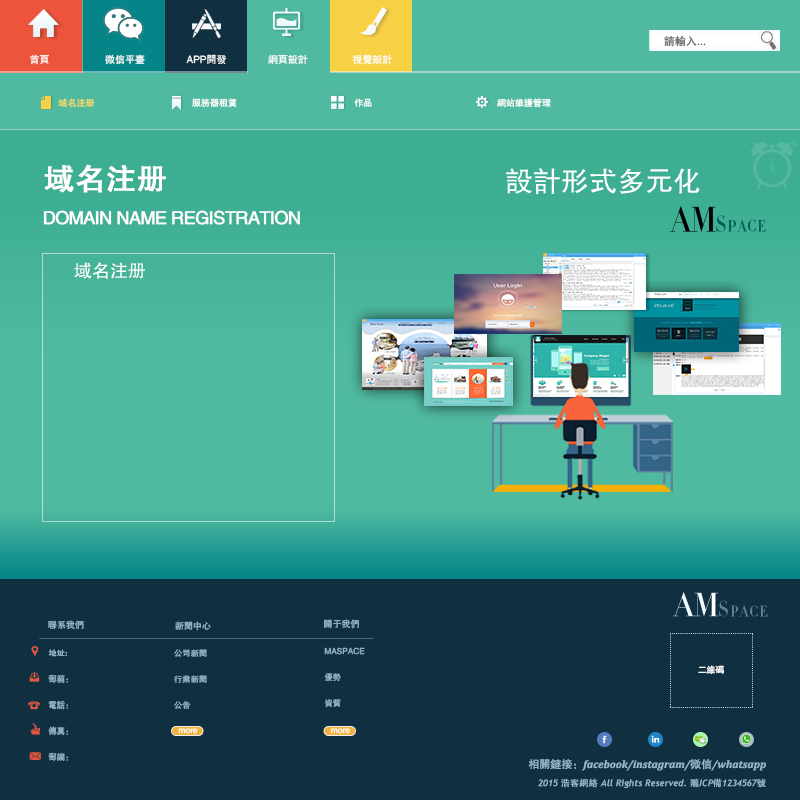 首頁
微信平臺
APP開發
網頁設計
視覺設計
請輸入...
域名注册
服務器租賃
作品
網站維護管理
域名注册
DOMAIN NAME REGISTRATION
設計形式多元化
AMSPACE
域名注册
User Login
AMSPACE
聯系我們
新聞中心
關于我們
地址:
公司新聞
MASPACE
郵箱:
行業新聞
優勢
二維碼
電話:
公告
資質
傳真:
more
more
郵編:
相關鏈接：facebook/instagram/微信/whatsapp
2015 浩客網絡 All Rights Reserved. 隴ICP備1234567號